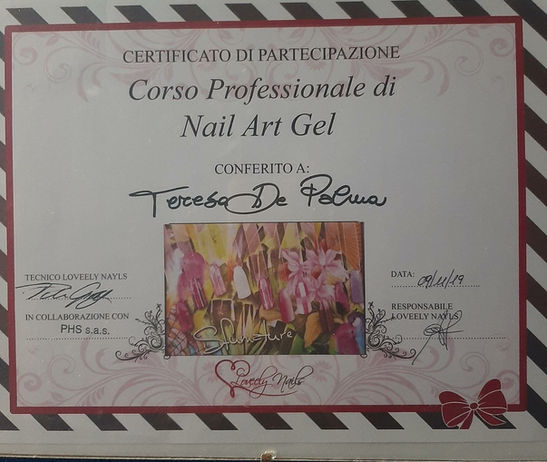 CERTIFICATO DI PARTECIPAZIONE
Corso Professionale di
Nail Art Gel
CONFERITO A:
Teresa De Palma
TECNICO LOVEELY NAYLS
IN COLLABORAZIONE CON
PHS s.a.s.
DATA: 09/11/19
RESPONSABILE
LOVEELY NAYLS
Sfumature
Loveely Nails